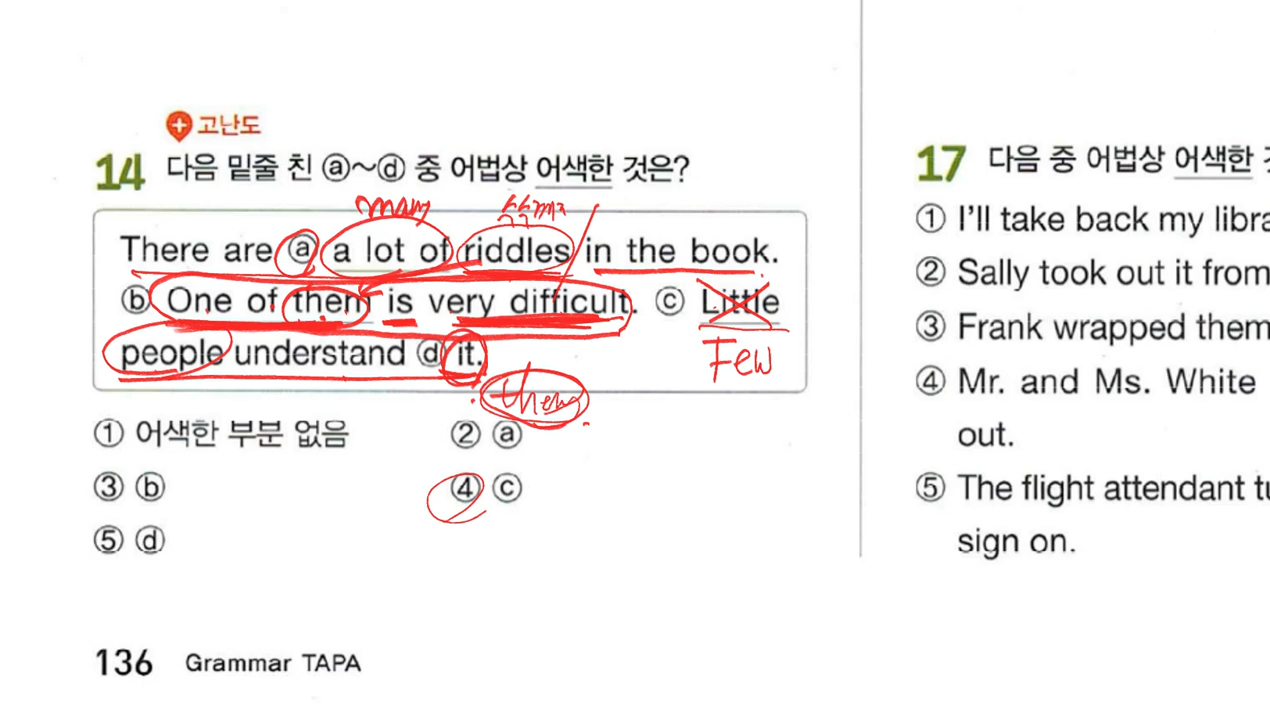 고난도
14 다음 밑줄 친 ⓐ~ⓓ 중 어법상 어색한 것은?
many 수수께끼
There are ⓐ a lot of riddles in the book.
ⓑ One of them is very difficult. ⓒ Little
Few
people understand ⓓ it.
them
① 어색한 부분 없음 ② ⓐ
③ ⓑ ④ ⓒ
⑤ ⓓ
136 Grammar TAPA
17 다음 중 어법상 어색한
① I'll take back my libra
② Sally took out it from
③ Frank wrapped them
④ Mr. and Ms. White
out.
⑤ The flight attendant tu
sign on.